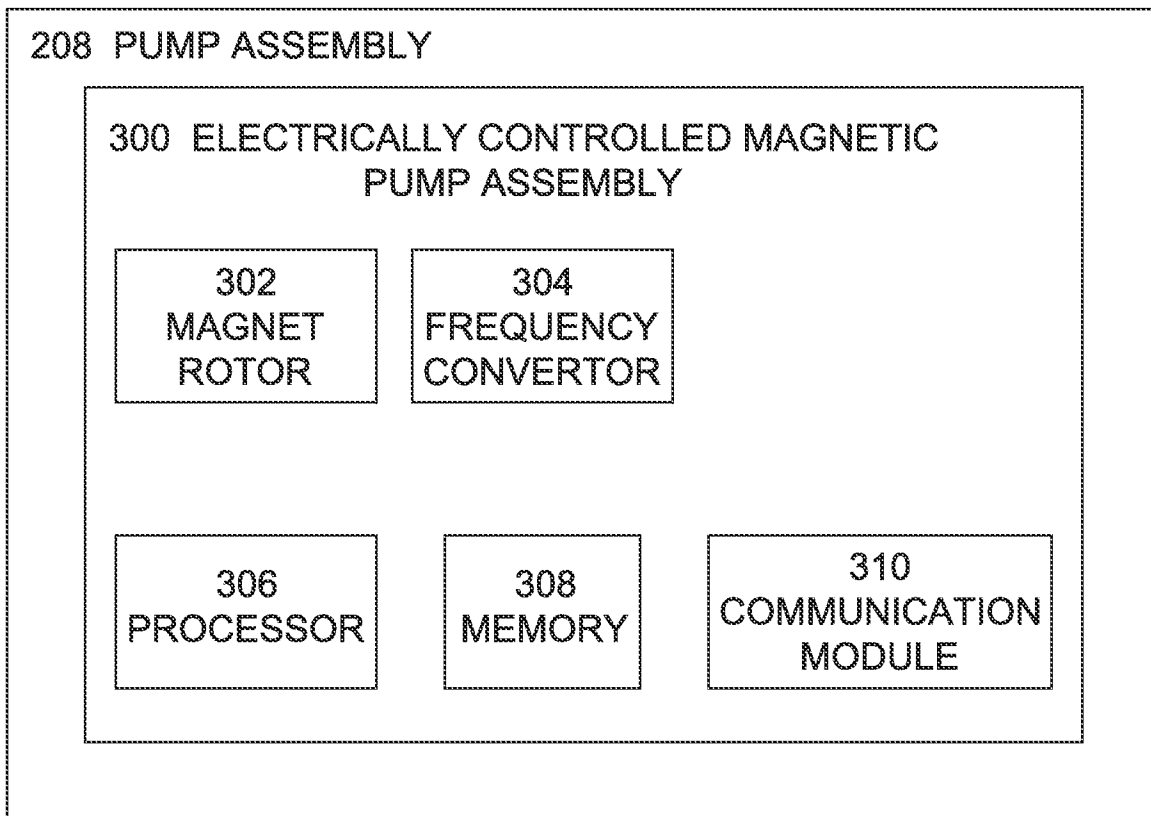 208 PUMP ASSEMBLY
300 ELECTRICALLY CONTROLLED MAGNETIC
PUMP ASSEMBLY
302
MAGNET
ROTOR
304
FREQUENCY
CONVERTOR
306
PROCESSOR
308
MEMORY
310
COMMUNICATION
MODULE